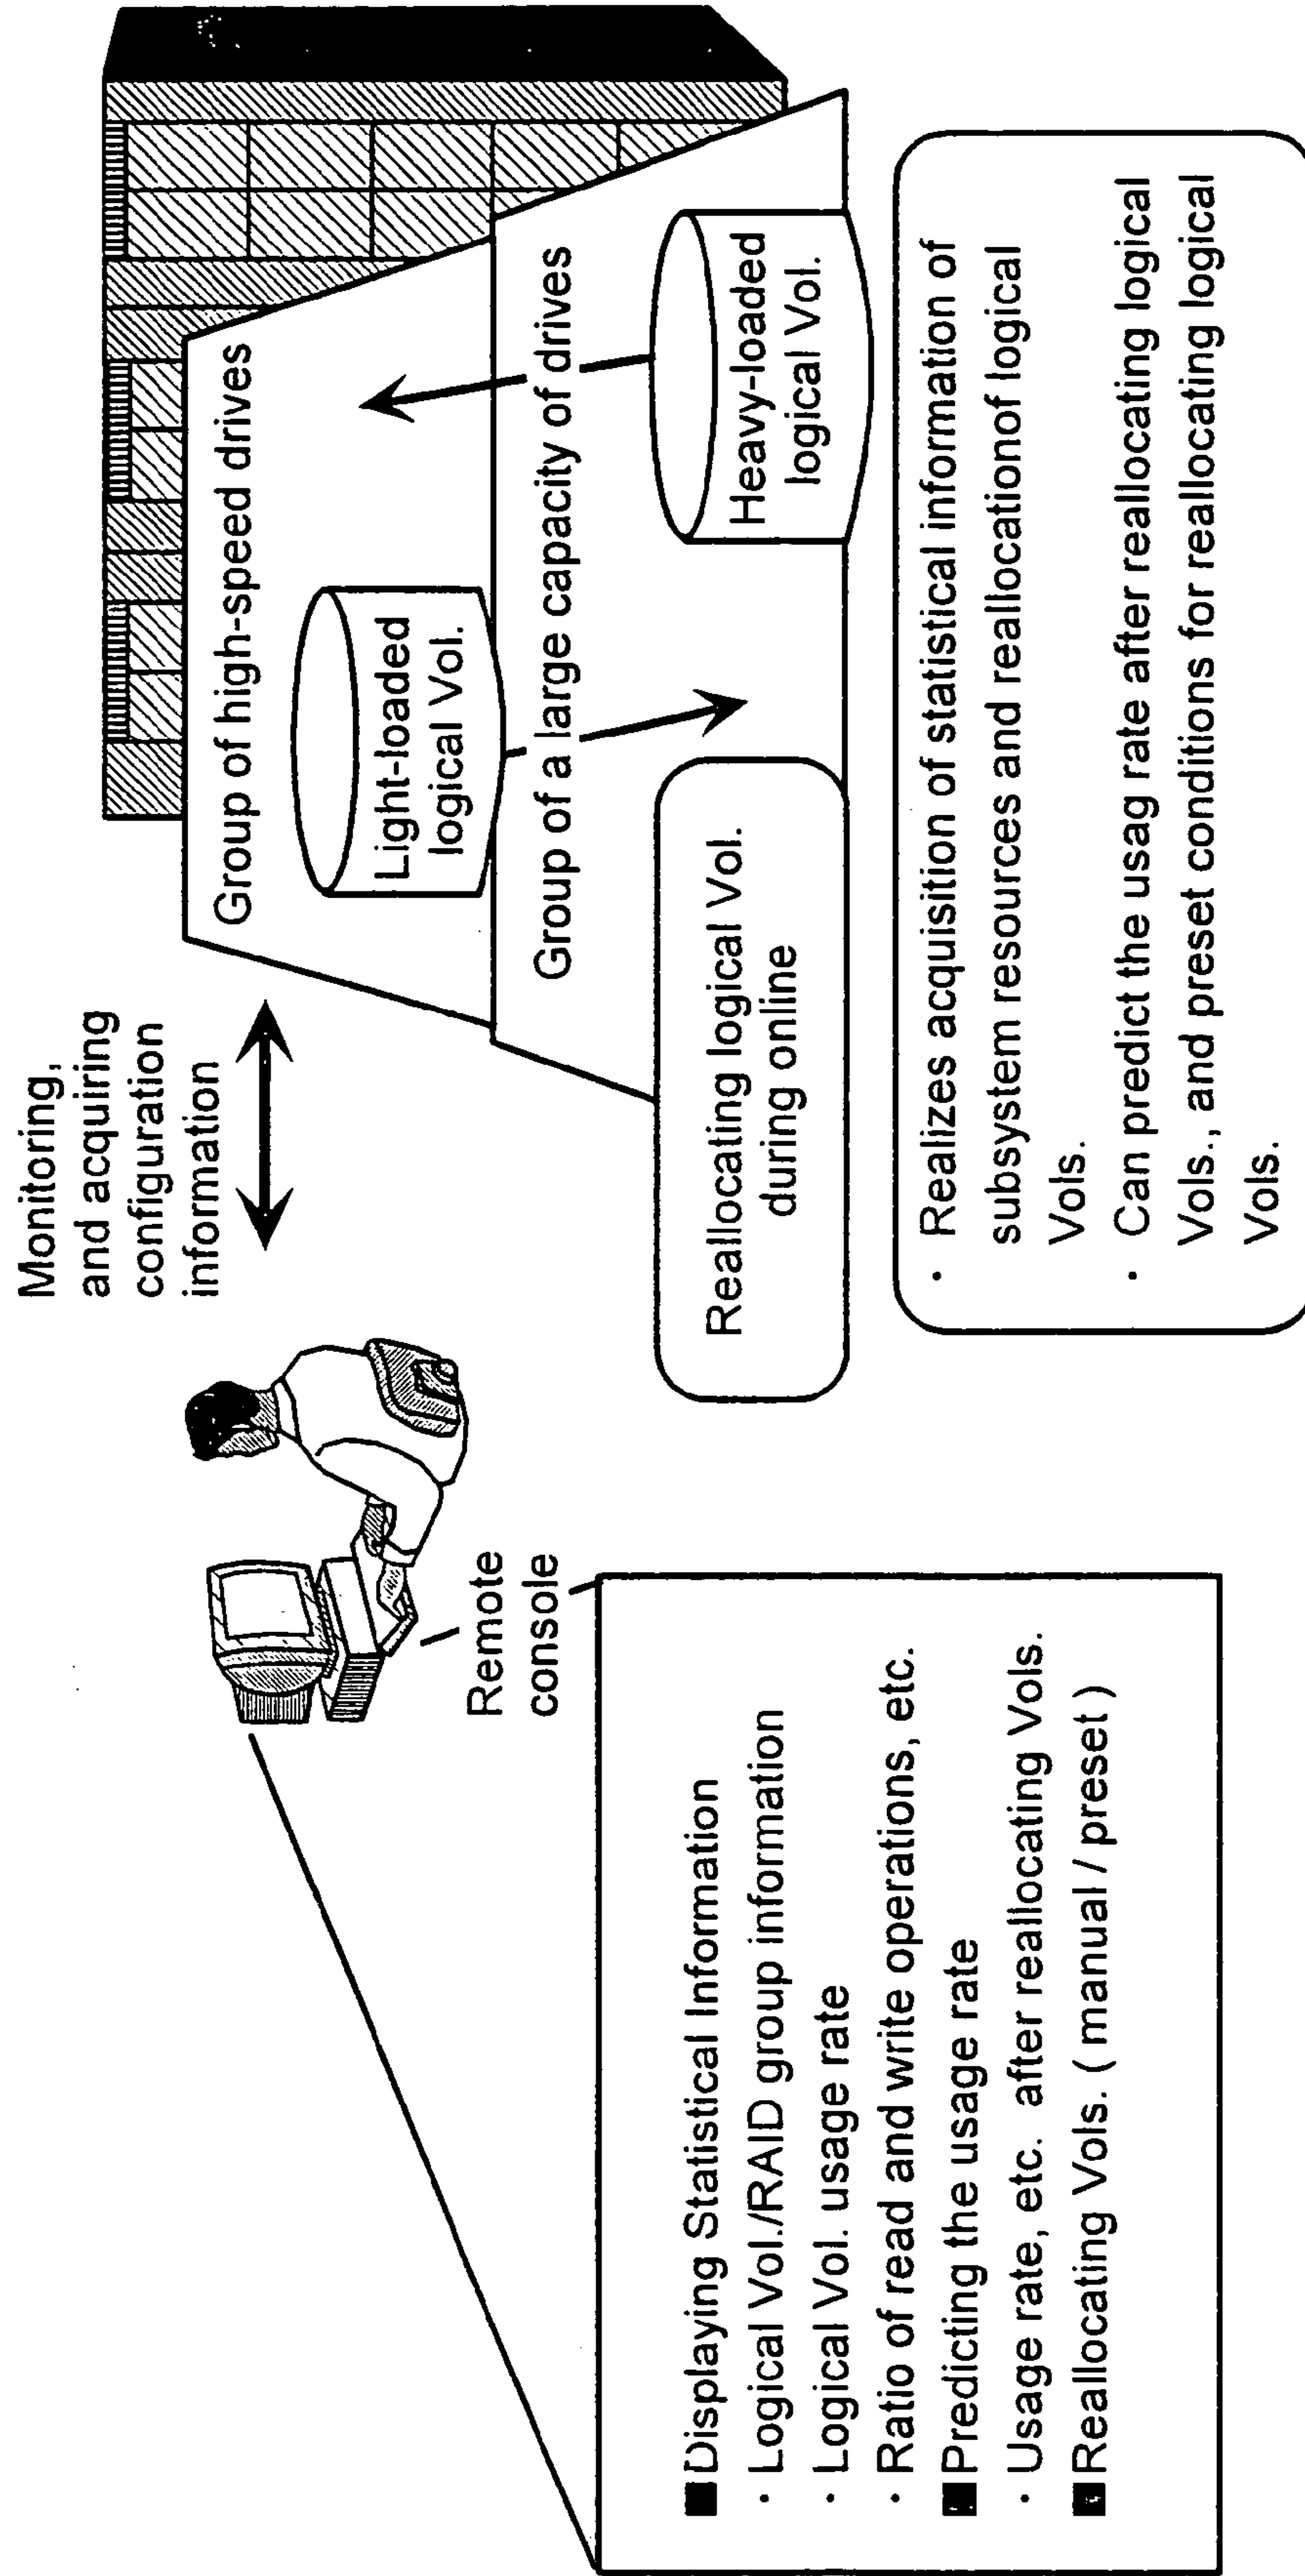 Monitoring,
and acquiring
configuration
information
Remote
console
■ Displaying Statistical Information
· Logical Vol./RAID group information
· Logical Vol. usage rate
· Ratio of read and write operations, etc.
■ Predicting the usage rate
· Usage rate, etc. after reallocating Vols.
■ Reallocating Vols. ( manual / preset )
Group of high-speed drives
Light-loaded
logical Vol.
Group of a large capacity of drives
Heavy-loaded
logical Vol.
Reallocating logical Vol.
during online
· Realizes acquisition of statistical information of
subsystem resources and reallocationof logical
Vols.
· Can predict the usag rate after reallocating logical
Vols., and preset conditions for reallocating logical
Vols.